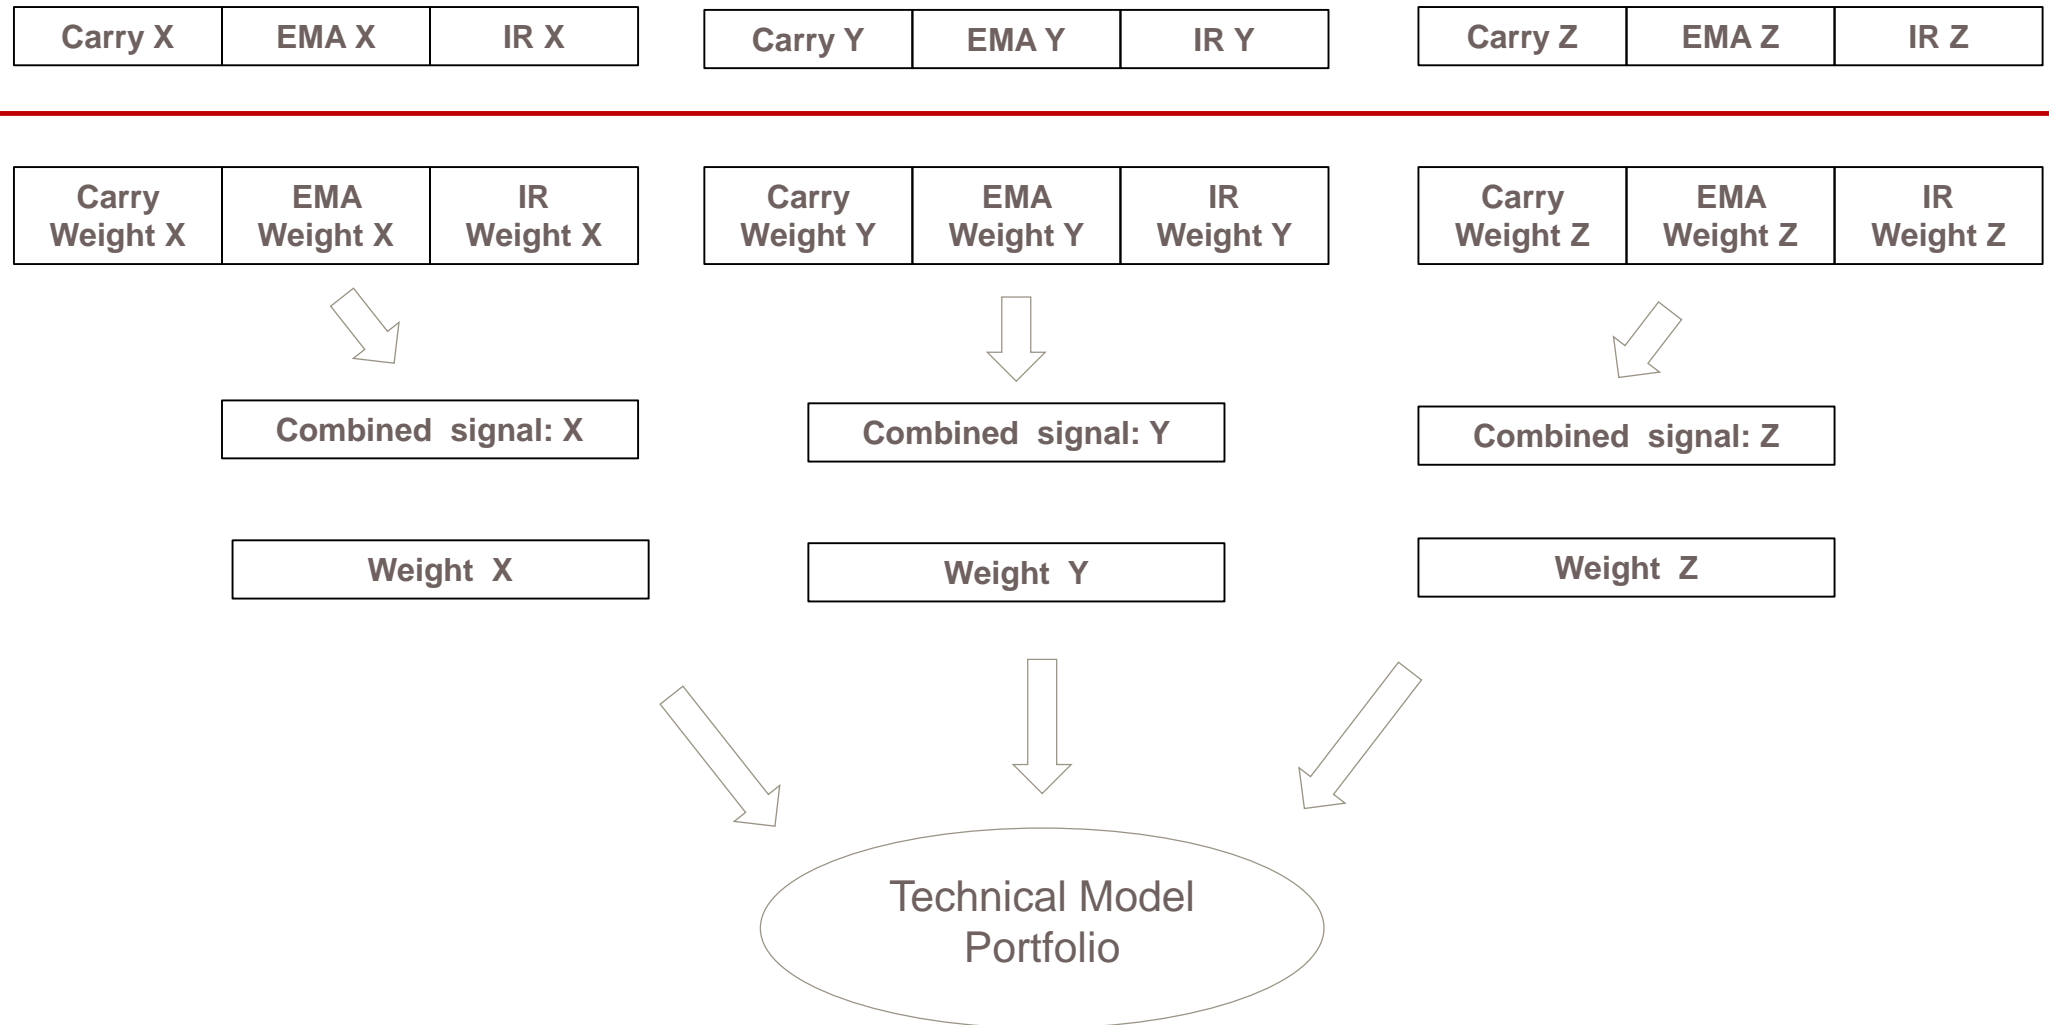 Carry X EMA X IR X Carry Y EMA Y IR Y Carry Z EMA Z IR Z
Carry EMA IR Carry EMA IR Carry EMA IR
Weight X Weight X Weight X Weight Y Weight Y Weight Y Weight Z Weight Z Weight Z
Combined signal: X Combined signal: Y Combined signal: Z
Weight X Weight Y Weight Z
Technical Model
Portfolio